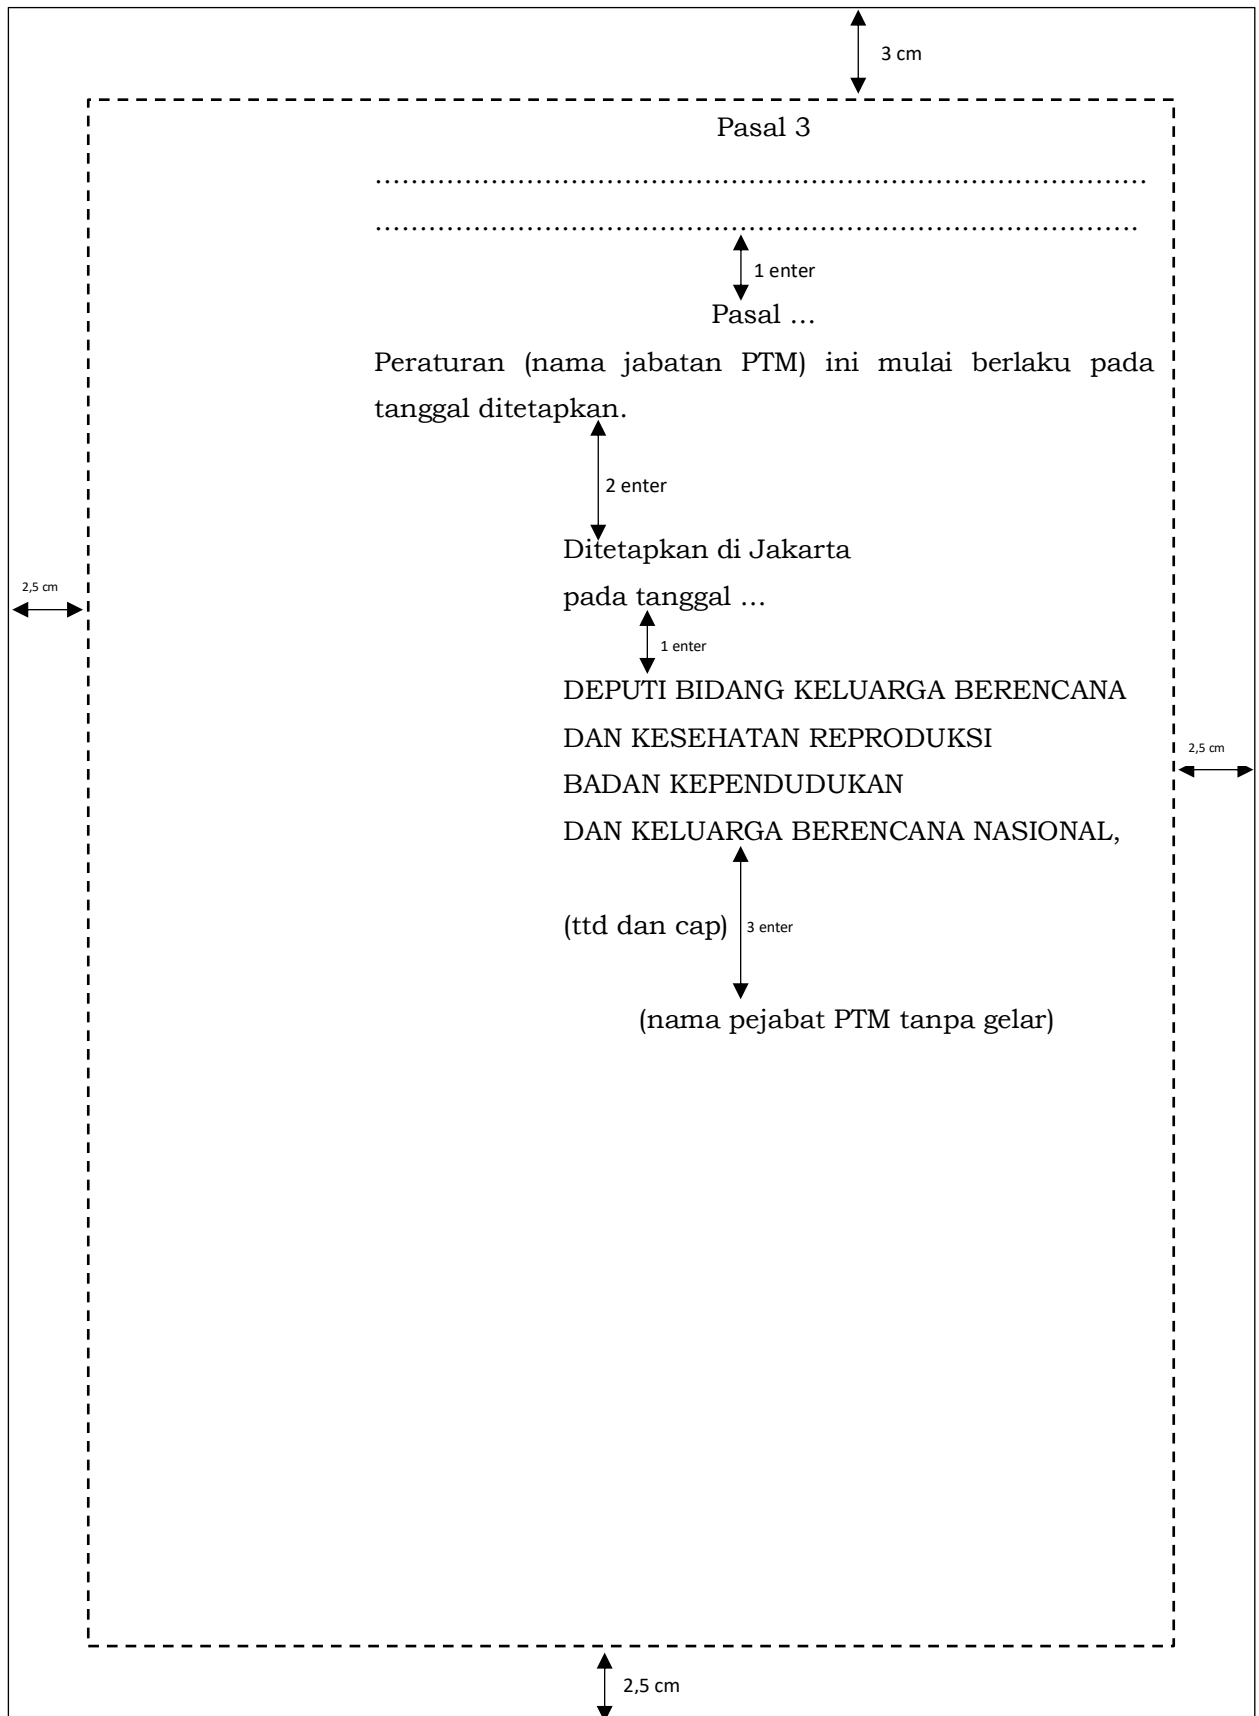 3 cm
Pasal 3
……………………………………………………………………………
…………………………………………………………………………..
1 enter
Pasal …
Peraturan (nama jabatan PTM) ini mulai berlaku pada
tanggal ditetapkan.
2 enter
Ditetapkan di Jakarta
2,5 cm
pada tanggal …
1 enter
DEPUTI BIDANG KELUARGA BERENCANA
DAN KESEHATAN REPRODUKSI
2,5 cm
BADAN KEPENDUDUKAN
DAN KELUARGA BERENCANA NASIONAL,
(ttd dan cap)
3 enter
(nama pejabat PTM tanpa gelar)
2,5 cm